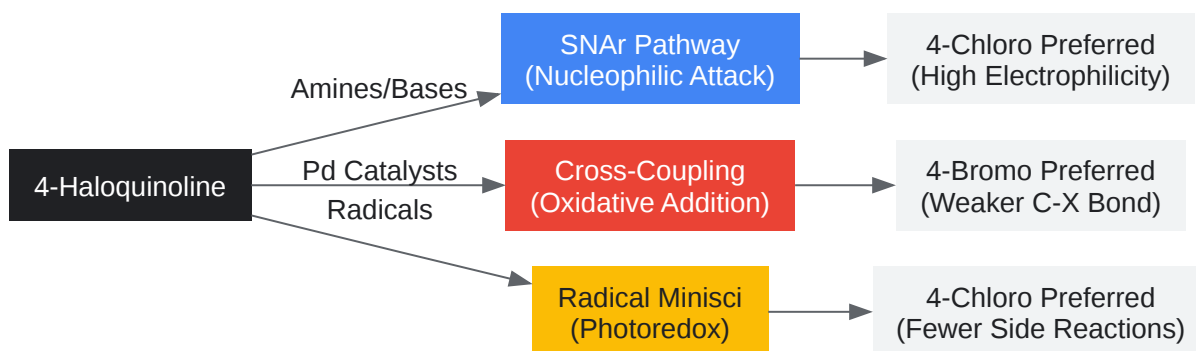 SNAr Pathway
(Nucleophilic Attack)
4-Chloro Preferred
(High Electrophilicity)
Amines/Bases
4-Haloquinoline
Pd Catalysts
Cross-Coupling
(Oxidative Addition)
4-Bromo Preferred
(Weaker C-X Bond)
Radicals
Radical Minisci
(Photoredox)
4-Chloro Preferred
(Fewer Side Reactions)